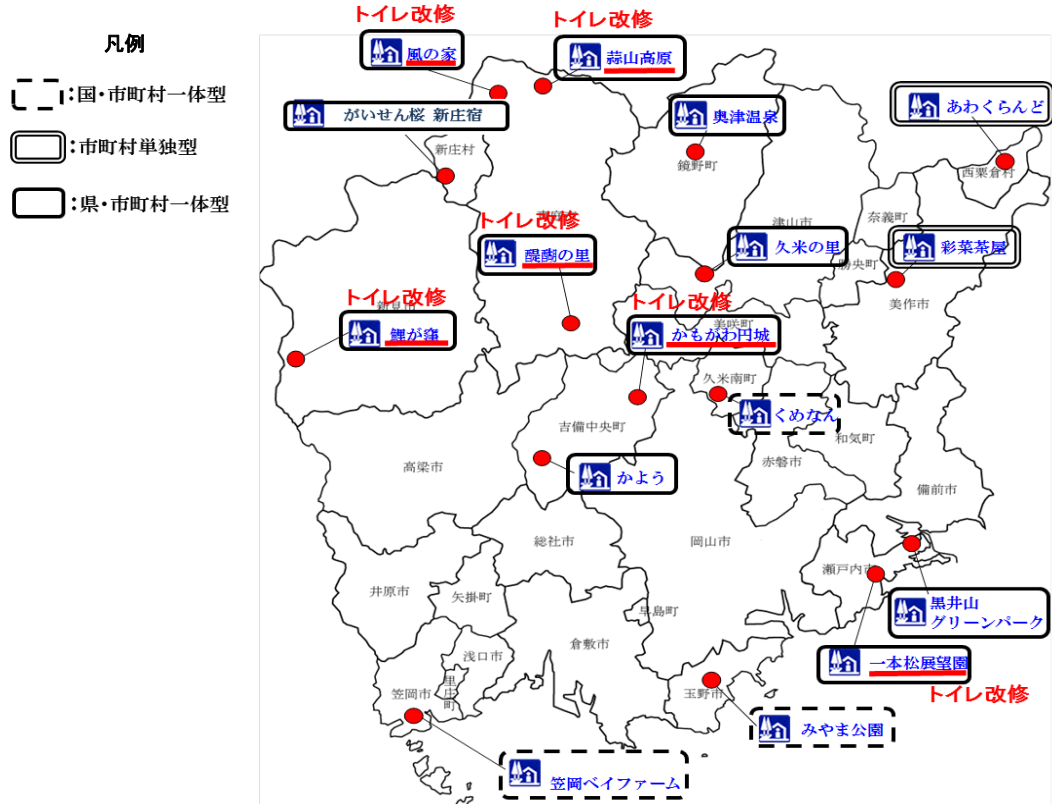 凡例
:国・市町村一体型
:市町村単独型
:県・市町村一体型
トイレ改修
風の家
トイレ改修
蒜山高原
がいせん桜 新庄宿
奥津温泉
あわくらんど
新庄村
鏡野町
西粟倉村
津山市
奈義町
トイレ改修
醍醐の里
久米の里
勝央町
彩菜茶屋
美作市
トイレ改修
新見市
鯉が窪
トイレ改修
美咲町
かもがわ円城
久米南町
くめなん
吉備中央町
和気町
高梁市
かよう
赤磐市
備前市
総社市
岡山市
瀬戸内市
井原市
矢掛町
早島町
黒井山
グリーンパーク
倉敷市
浅口市
里庄町
一本松展望園
トイレ改修
笠岡市
玉野市
みやま公園
笠岡ベイファーム